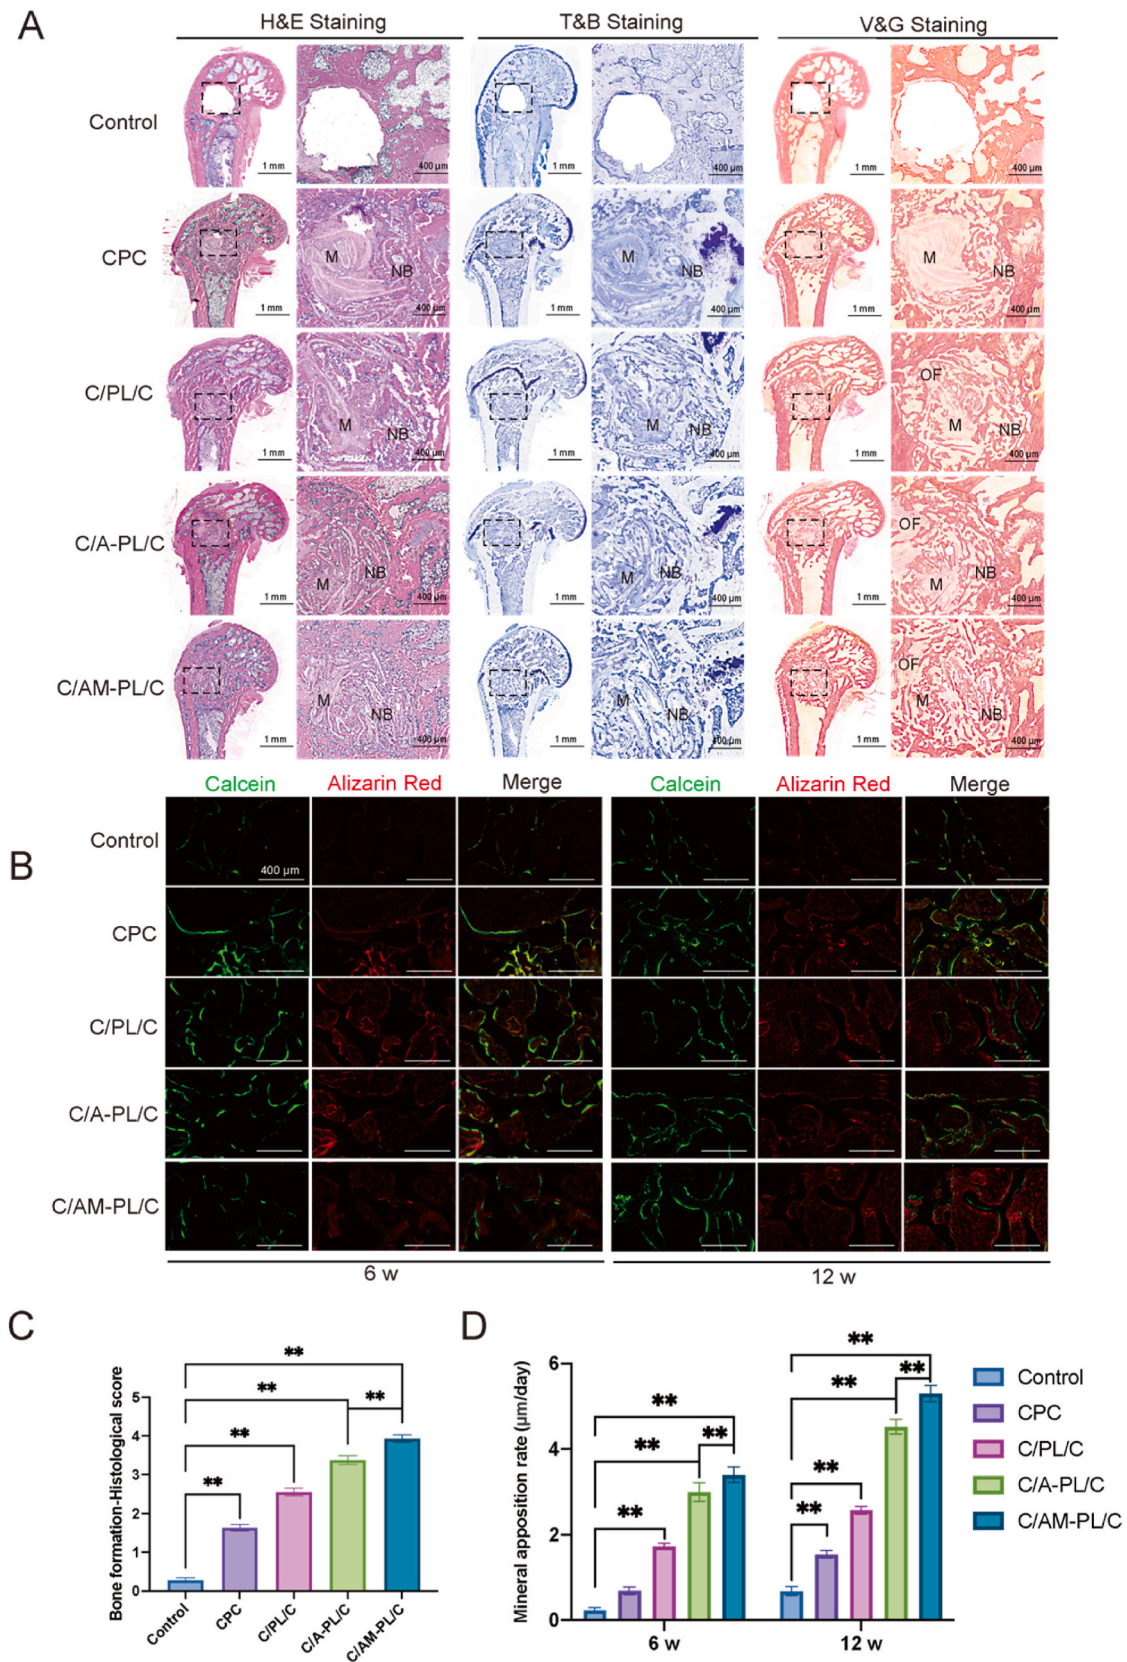 A
H&E Staining
T&B Staining
V&G Staining
Control
1 mm
400 µm
1 mm
400 µm
1 mm
400 µm
CPC
M
NB
1 mm
400 µm
M
NB
1 mm
400 µm
M
NB
1 mm
400 µm
C/PL/C
M
NB
1 mm
400 µm
M
NB
1 mm
400 µm
OF
M
NB
1 mm
400 µm
C/A-PL/C
M
NB
1 mm
400 µm
M
NB
1 mm
400 µm
OF
M
NB
1 mm
400 µm
C/AM-PL/C
M
NB
1 mm
400 µm
M
NB
1 mm
400 µm
OF
M
NB
1 mm
400 µm
B
Calcein
Alizarin Red
Merge
Calcein
Alizarin Red
Merge
Control
400 µm
CPC
C/PL/C
C/A-PL/C
C/AM-PL/C
6 w
12 w
C
Bone formation-Histological score
5
4
3
2
1
0
**
**
**
**
**
Control
CPC
C/PL/C
C/A-PL/C
C/AM-PL/C
D
Mineral apposition rate (µm/day)
6
4
2
0
**
**
**
**
**
**
**
**
**
6 w
12 w
Control
CPC
C/PL/C
C/A-PL/C
C/AM-PL/C